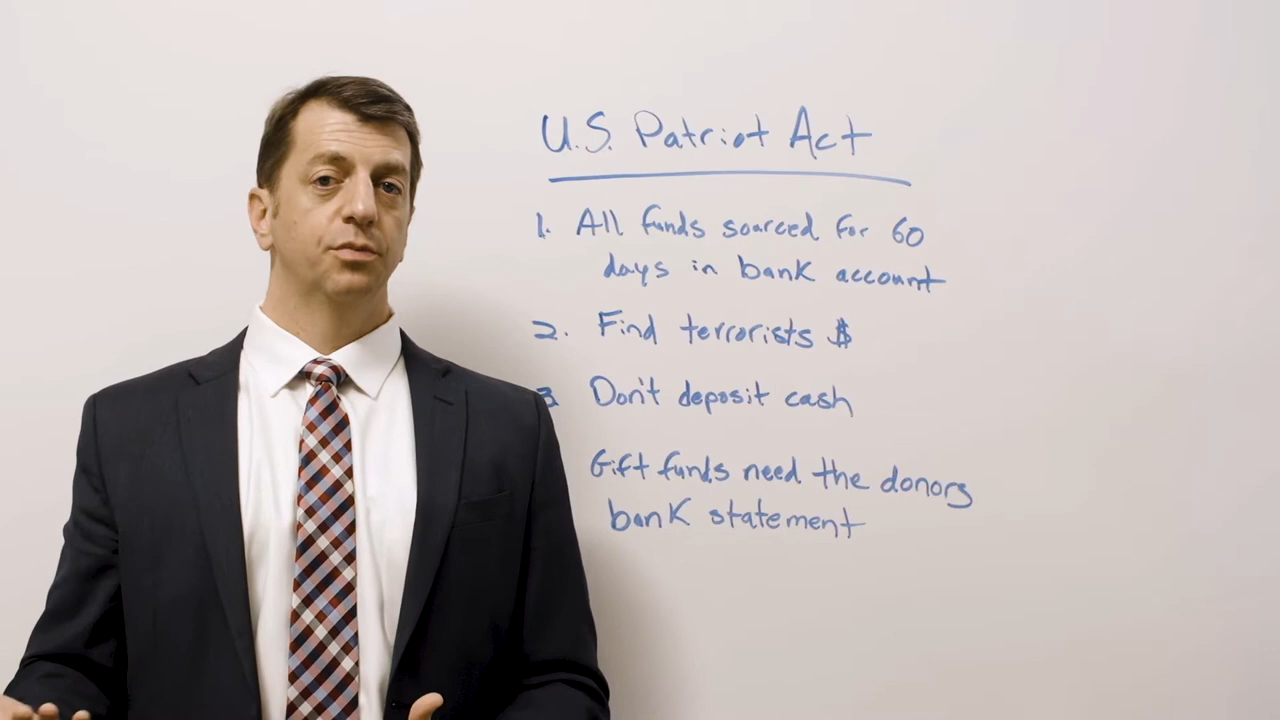 U.S. Patriot Act
1. All funds sourced for 60
days in bank account
2. Find terrorists $
3. Don't deposit cash
Gift funds need the donors
bank statement